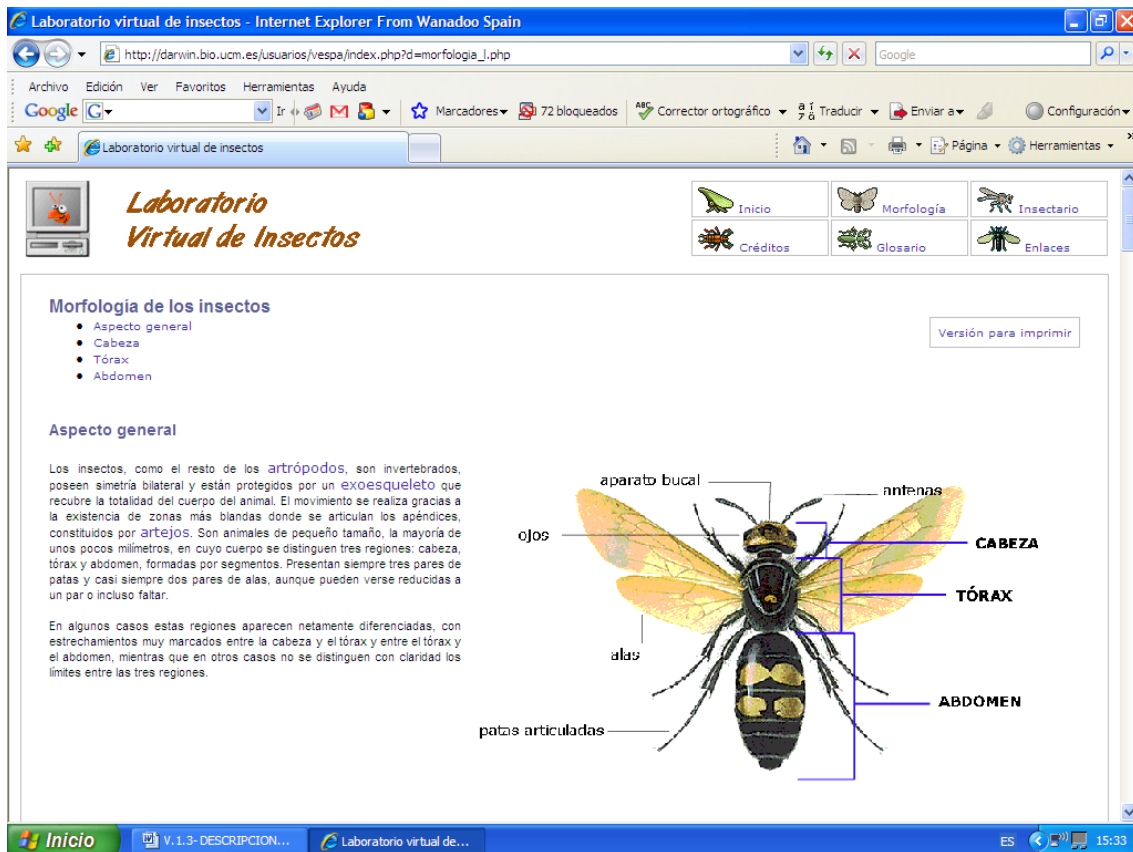 Laboratorio virtual de insectos - Internet Explorer From Wanadoo Spain
http://darwin.bio.ucm.es/usuarios/vespa/index.php?d=morfologia_l.php
Google
Archivo Edición Ver Favoritos Herramientas Ayuda
Google G Ir Marcadores 72 bloqueados ABC Corrector ortográfico Traducir Enviar a Configuración
Laboratorio virtual de insectos Página Herramientas
Laboratorio
Virtual de Insectos
Inicio Morfología Insectario
Créditos Glosario Enlaces
Morfología de los insectos
Aspecto general
Cabeza
Tórax
Abdomen
Versión para imprimir
Aspecto general
Los insectos, como el resto de los artrópodos, son invertebrados,
poseen simetría bilateral y están protegidos por un exoesqueleto que
recubre la totalidad del cuerpo del animal. El movimiento se realiza gracias a
la existencia de zonas más blandas donde se articulan los apéndices,
constituidos por artejos. Son animales de pequeño tamaño, la mayoría de
unos pocos milímetros, en cuyo cuerpo se distinguen tres regiones: cabeza,
tórax y abdomen, formadas por segmentos. Presentan siempre tres pares de
patas y casi siempre dos pares de alas, aunque pueden verse reducidas a
un par o incluso faltar.
En algunos casos estas regiones aparecen netamente diferenciadas, con
estrechamientos muy marcados entre la cabeza y el tórax y entre el tórax y
el abdomen, mientras que en otros casos no se distinguen con claridad los
límites entre las tres regiones.
aparato bucal
antenas
ojos
CABEZA
TÓRAX
alas
ABDOMEN
patas articuladas
Inicio V.1.3- DESCRIPCION... Laboratorio virtual de... ES 15:33